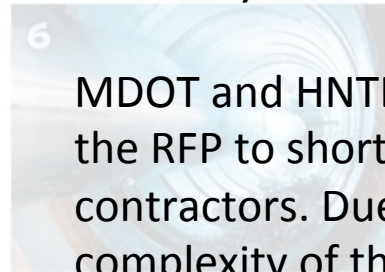 6
MDOT and HNT
the RFP to short
contractors. Due
complexity of th